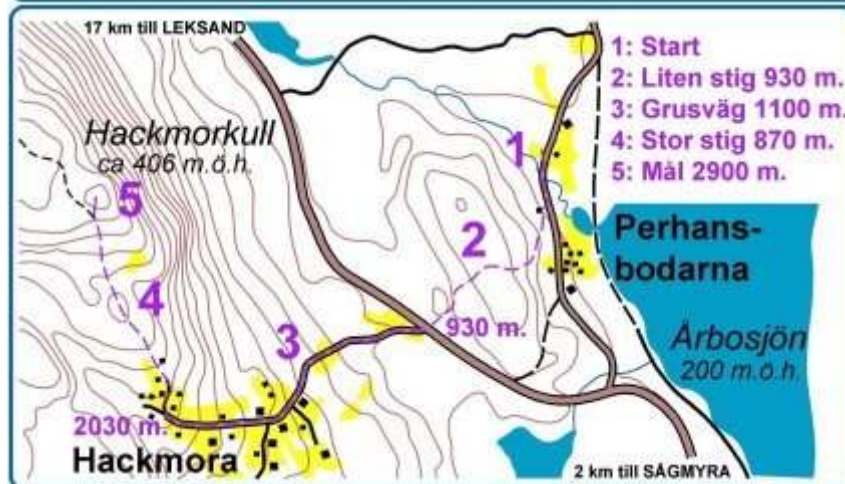 17 km till LEKSAND
1: Start
2: Liten stig 930 m.
3: Grusväg 1100 m.
4: Stor stig 870 m.
5: Mål 2900 m.
Hackmorkull
ca 406 m.ö.h.
1
5
2
Perhans-
bodarna
4
3
930 m.
Årbosjön
200 m.ö.h.
2030 m.
Hackmora
2 km till SÅGMYRA